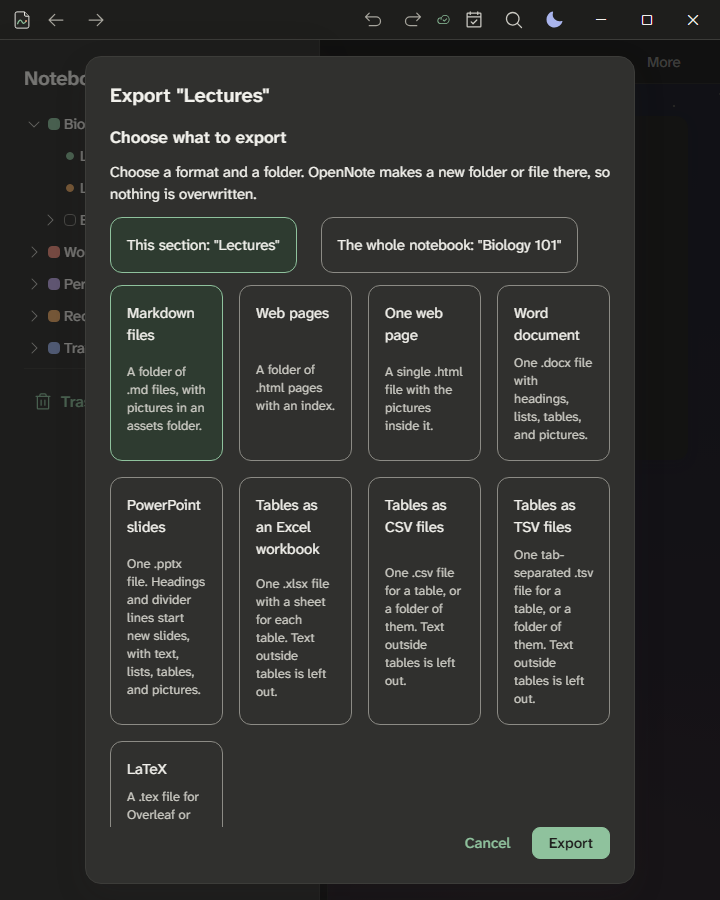 More
Export "Lectures"
Choose what to export
Choose a format and a folder. OpenNote makes a new folder or file there, so
nothing is overwritten.
This section: "Lectures"
The whole notebook: "Biology 101"
Markdown
files
A folder of
.md files, with
pictures in an
assets folder.
Web pages
A folder of
.html pages
with an index.
One web
page
A single .html
file with the
pictures
inside it.
Word
document
One .docx file
with
headings,
lists, tables,
and pictures.
PowerPoint
slides
One .pptx
file. Headings
and divider
lines start
new slides,
with text,
lists, tables,
and pictures.
Tables as
an Excel
workbook
One .xlsx file
with a sheet
for each
table. Text
outside
tables is left
out.
Tables as
CSV files
One .csv file
for a table, or
a folder of
them. Text
outside
tables is left
out.
Tables as
TSV files
One tab-
separated .tsv
file for a
table, or a
folder of
them. Text
outside
tables is left
out.
LaTeX
A .tex file for
Overleaf or
Cancel
Export